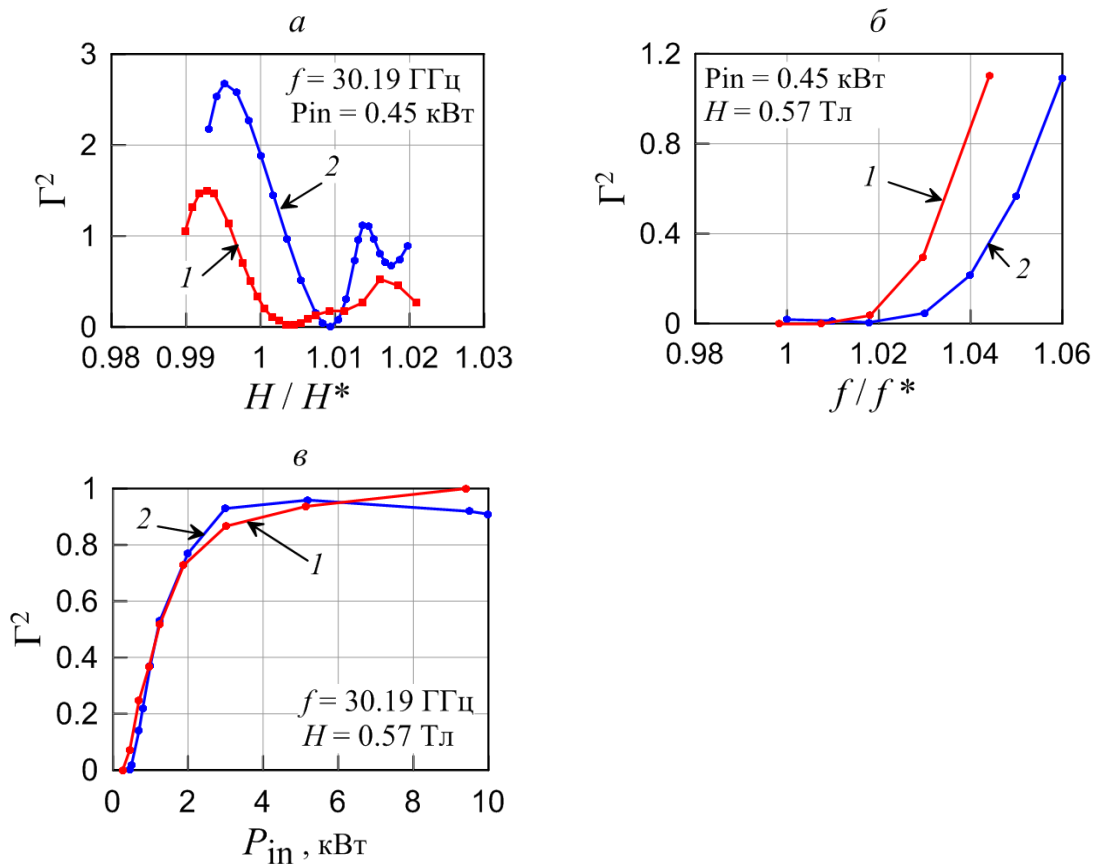 а
3
2
1
0
Γ²
f = 30.19 ГГц
Pin = 0.45 кВт
2
1
0.98 0.99 1 1.01 1.02 1.03
H / H*
б
1.2
0.8
0.4
0
Γ²
Pin = 0.45 кВт
H = 0.57 Тл
1
2
0.98 1 1.02 1.04 1.06
f / f *
в
1
0.8
0.6
0.4
0.2
0
Γ²
2
1
f = 30.19 ГГц
H = 0.57 Тл
0 2 4 6 8 10
Pin , кВт